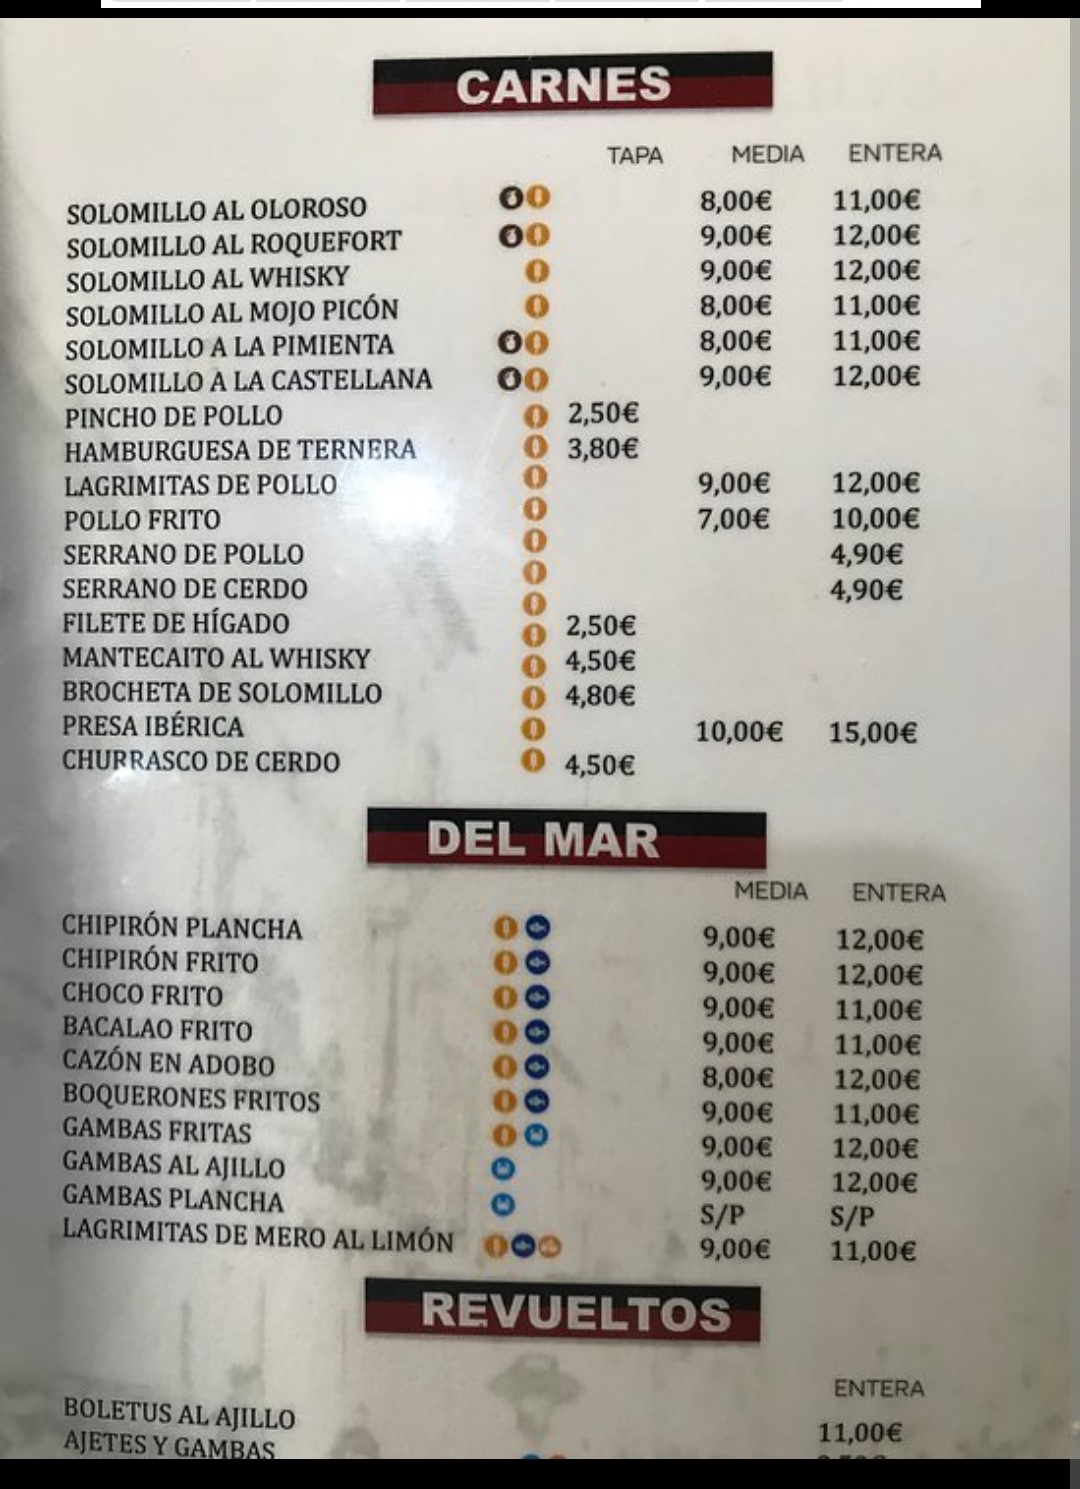 CARNES
TAPA MEDIA ENTERA
SOLOMILLO AL OLOROSO 8,00€ 11,00€
SOLOMILLO AL ROQUEFORT 9,00€ 12,00€
SOLOMILLO AL WHISKY 9,00€ 12,00€
SOLOMILLO AL MOJO PICÓN 8,00€ 11,00€
SOLOMILLO A LA PIMIENTA 8,00€ 11,00€
SOLOMILLO A LA CASTELLANA 9,00€ 12,00€
PINCHO DE POLLO 2,50€
HAMBURGUESA DE TERNERA 3,80€
LAGRIMITAS DE POLLO 9,00€ 12,00€
POLLO FRITO 7,00€ 10,00€
SERRANO DE POLLO 4,90€
SERRANO DE CERDO 4,90€
FILETE DE HÍGADO 2,50€
MANTECAITO AL WHISKY 4,50€
BROCHETA DE SOLOMILLO 4,80€
PRESA IBÉRICA 10,00€ 15,00€
CHURRASCO DE CERDO 4,50€
DEL MAR
MEDIA ENTERA
CHIPIRÓN PLANCHA 9,00€ 12,00€
CHIPIRÓN FRITO 9,00€ 12,00€
CHOCO FRITO 9,00€ 11,00€
BACALAO FRITO 9,00€ 11,00€
CAZÓN EN ADOBO 8,00€ 12,00€
BOQUERONES FRITOS 9,00€ 11,00€
GAMBAS FRITAS 9,00€ 12,00€
GAMBAS AL AJILLO 9,00€ 12,00€
GAMBAS PLANCHA S/P S/P
LAGRIMITAS DE MERO AL LIMÓN 9,00€ 11,00€
REVUELTOS
ENTERA
BOLETUS AL AJILLO 11,00€
AJETES Y GAMBAS